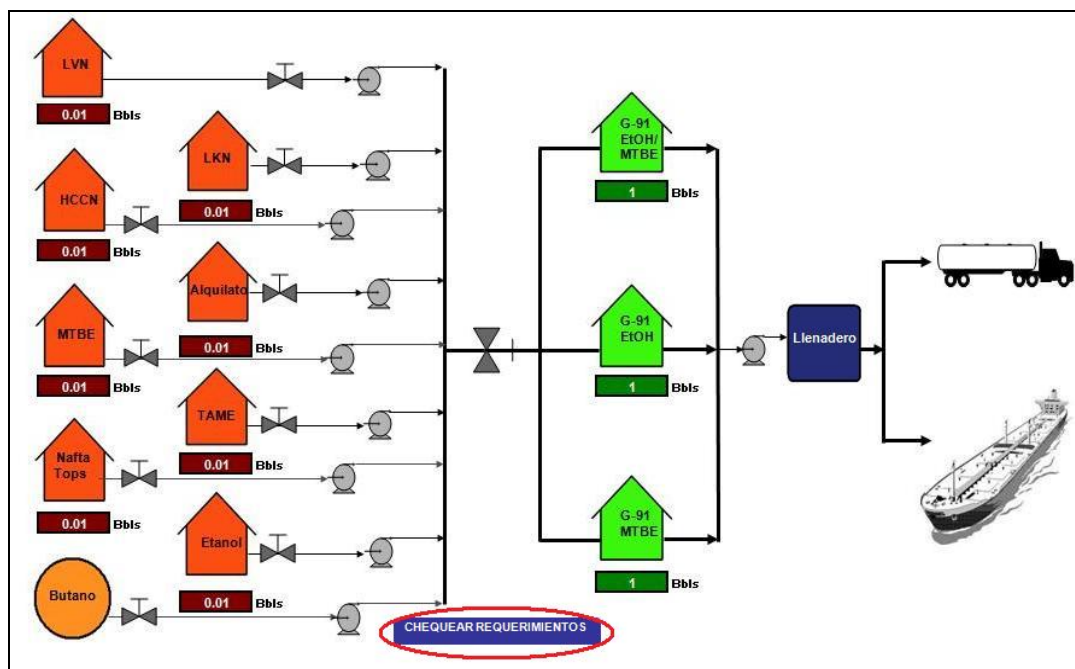 LVN
0.01 Bbls
LKN
0.01 Bbls
HCCN
0.01 Bbls
Alquilato
0.01 Bbls
MTBE
0.01 Bbls
TAME
0.01 Bbls
Nafta
Tops
0.01 Bbls
Etanol
0.01 Bbls
Butano
CHEQUEAR REQUERIMIENTOS
G-91
EtOH/
MTBE
1 Bbls
G-91
EtOH
1 Bbls
G-91
MTBE
1 Bbls
Llenadero